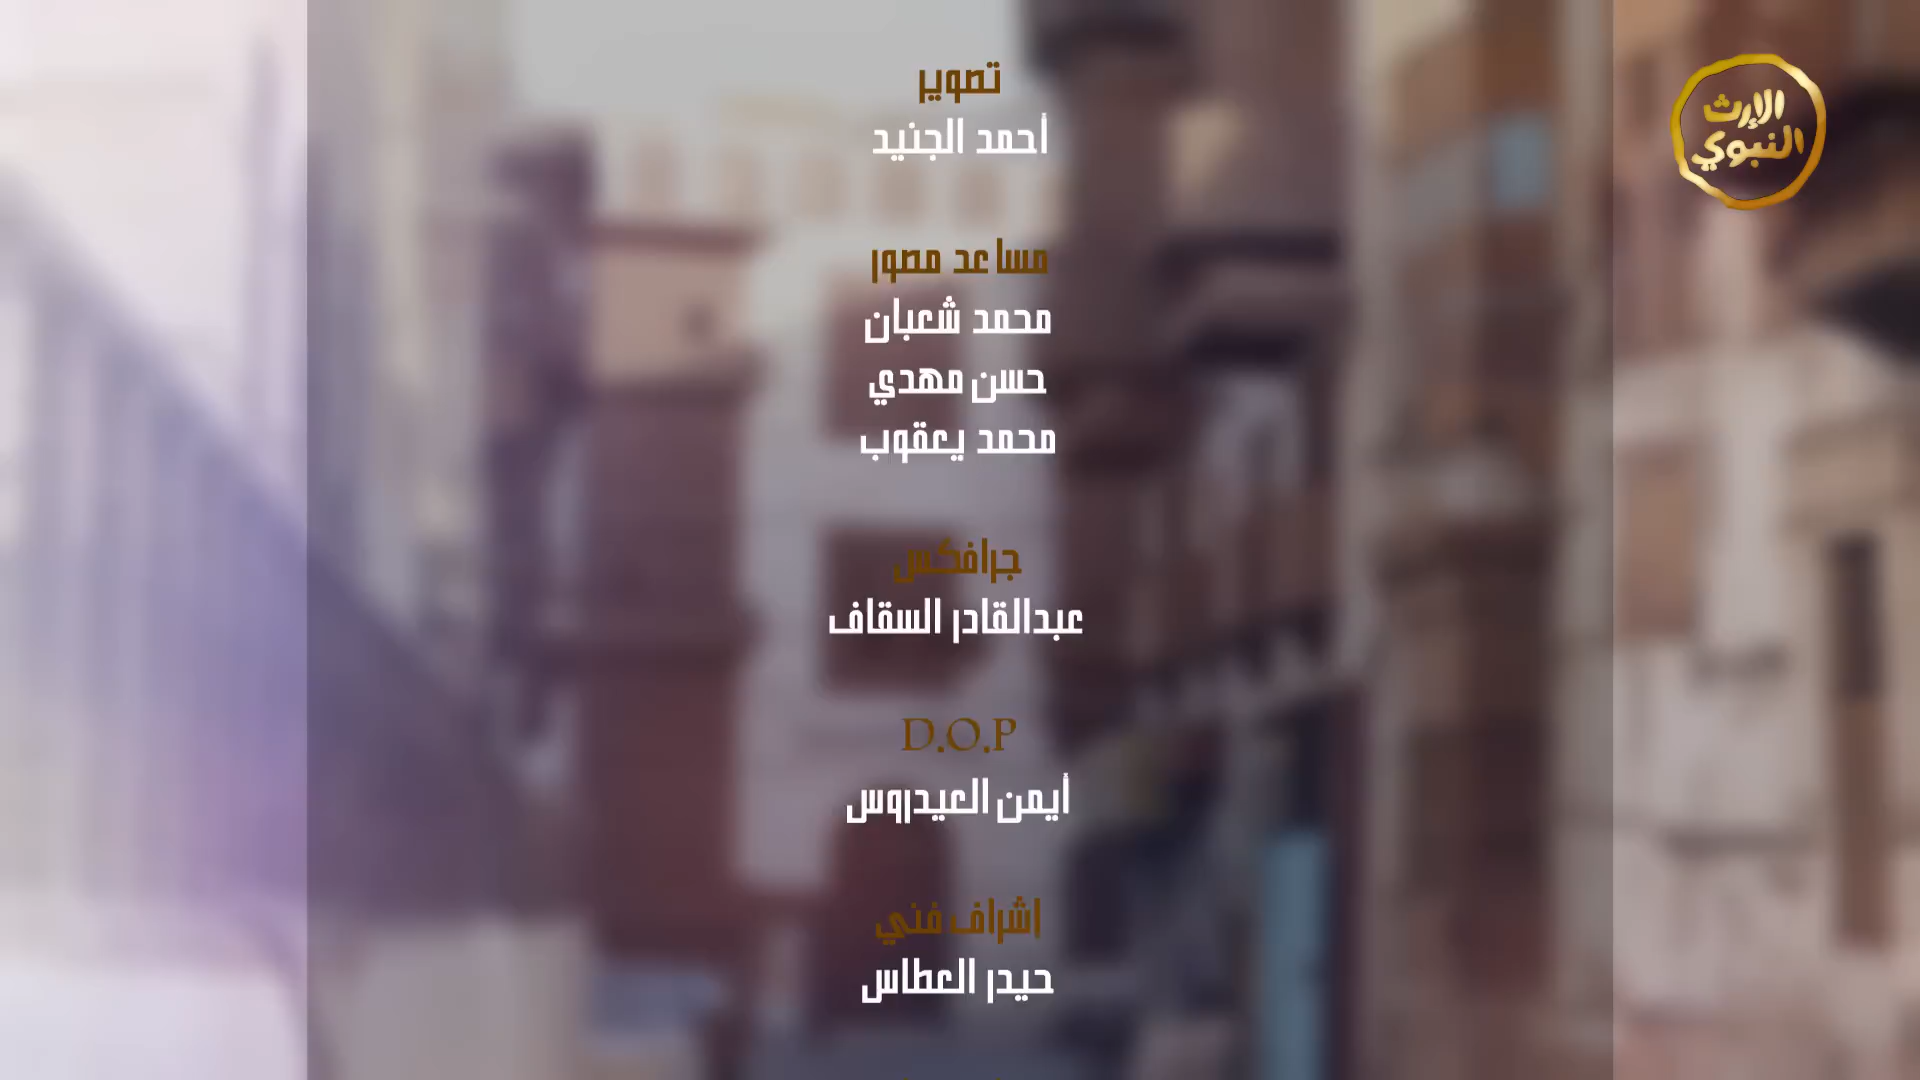 تصوير
أحمد الجنيد
مساعد مصور
محمد شعبان
حسن مهدي
محمد يعقوب
جرافكس
عبدالقادر السقاف
D.O.P
أيمن العيدروس
اشراف فني
حيدر العطاس
الإرث
النبوي